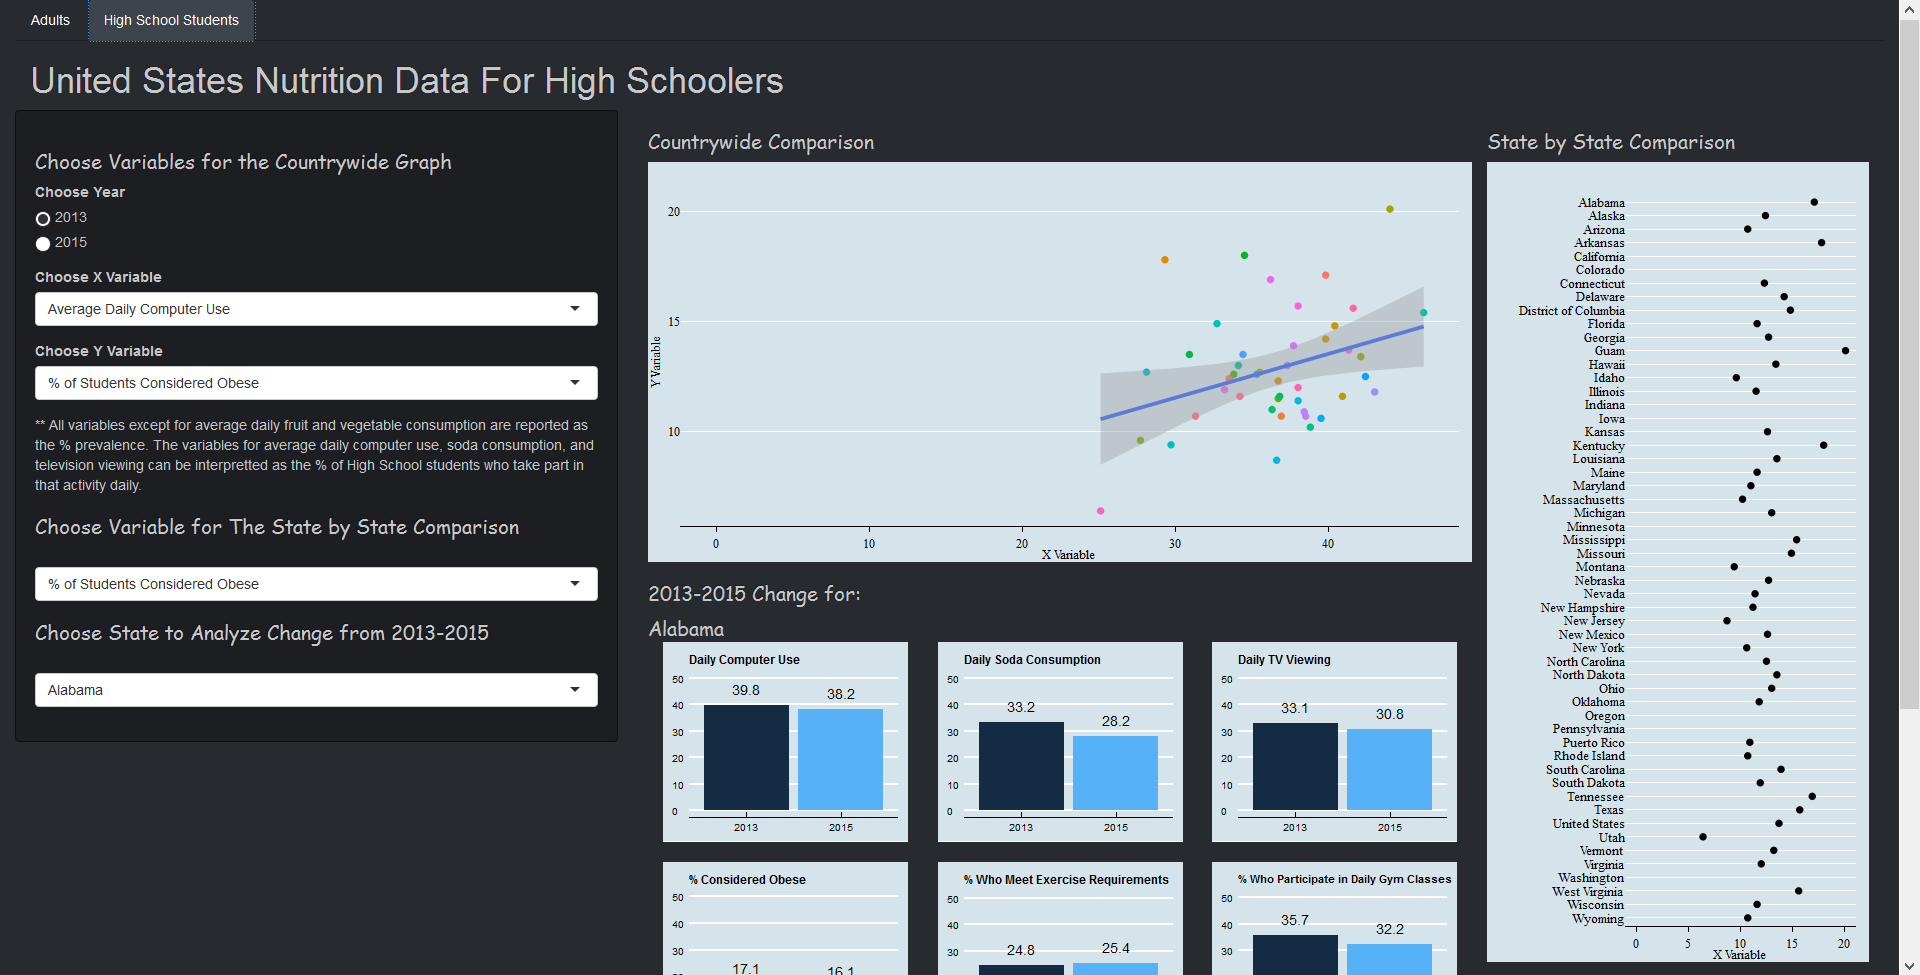 Adults
High School Students
United States Nutrition Data For High Schoolers
Choose Variables for the Countrywide Graph
Choose Year
2013
2015
Choose X Variable
Average Daily Computer Use
Choose Y Variable
% of Students Considered Obese
** All variables except for average daily fruit and vegetable consumption are reported as
the % prevalence. The variables for average daily computer use, soda consumption, and
television viewing can be interpretted as the % of High School students who take part in
that activity daily.
Choose Variable for The State by State Comparison
% of Students Considered Obese
Choose State to Analyze Change from 2013-2015
Alabama
Countrywide Comparison
20
15
10
Y Variable
0 10 20 30 40
X Variable
2013-2015 Change for:
Alabama
Daily Computer Use
50
40
30
20
10
0
39.8 38.2
2013 2015
Daily Soda Consumption
50
40
30
20
10
0
33.2 28.2
2013 2015
Daily TV Viewing
50
40
30
20
10
0
33.1 30.8
2013 2015
% Considered Obese
50
40
30
17.1 16.1
% Who Meet Exercise Requirements
50
40
30
24.8 25.4
% Who Participate in Daily Gym Classes
50
40
30
35.7 32.2
State by State Comparison
Alabama
Alaska
Arizona
Arkansas
California
Colorado
Connecticut
Delaware
District of Columbia
Florida
Georgia
Guam
Hawaii
Idaho
Illinois
Indiana
Iowa
Kansas
Kentucky
Louisiana
Maine
Maryland
Massachusetts
Michigan
Minnesota
Mississippi
Missouri
Montana
Nebraska
Nevada
New Hampshire
New Jersey
New Mexico
New York
North Carolina
North Dakota
Ohio
Oklahoma
Oregon
Pennsylvania
Puerto Rico
Rhode Island
South Carolina
South Dakota
Tennessee
Texas
United States
Utah
Vermont
Virginia
Washington
West Virginia
Wisconsin
Wyoming
0 5 10 15 20
X Variable